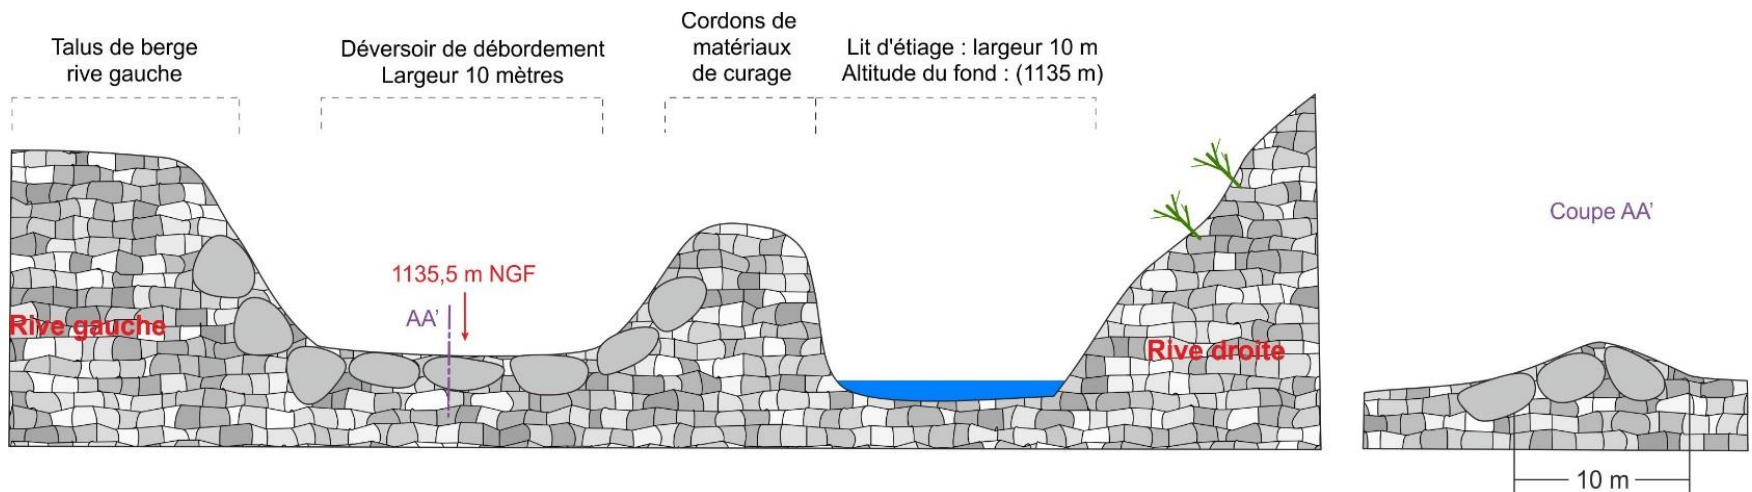 Talus de berge
rive gauche
Déversoir de débordement
Largeur 10 mètres
Cordons de
matériaux
de curage
Lit d'étiage : largeur 10 m
Altitude du fond : (1135 m)
Coupe AA'
1135,5 m NGF
AA'
Rive gauche
Rive droite
10 m